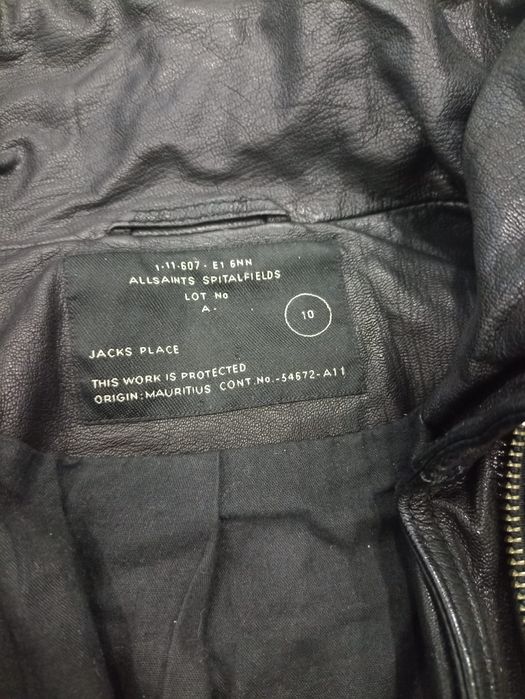 1-11-607 · E1 6NN
ALLSAINTS SPITALFIELDS
LOT No
A·
10
JACKS PLACE
THIS WORK IS PROTECTED
ORIGIN: MAURITIUS CONT.No.-54672-A11